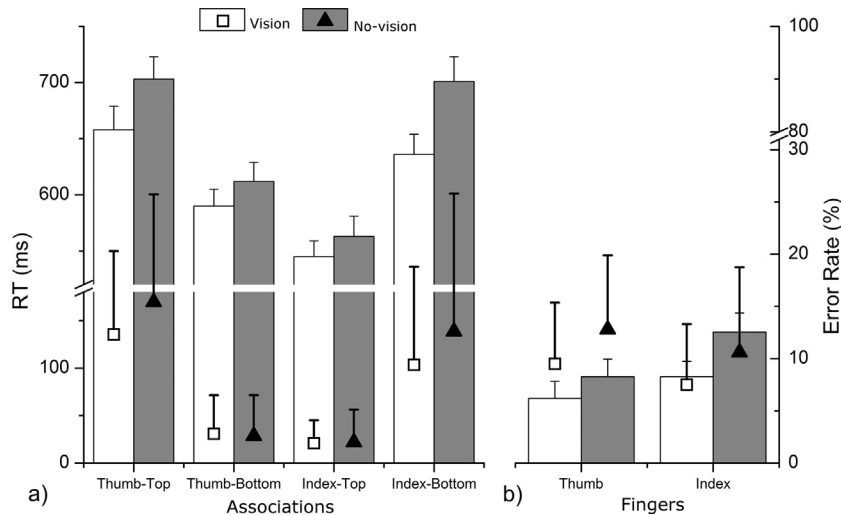 Vision
No-vision
700
600
100
0
RT (ms)
Thumb-Top
Thumb-Bottom
Index-Top
Index-Bottom
a)
Associations
100
80
30
20
10
0
Error Rate (%)
Thumb
Index
b)
Fingers